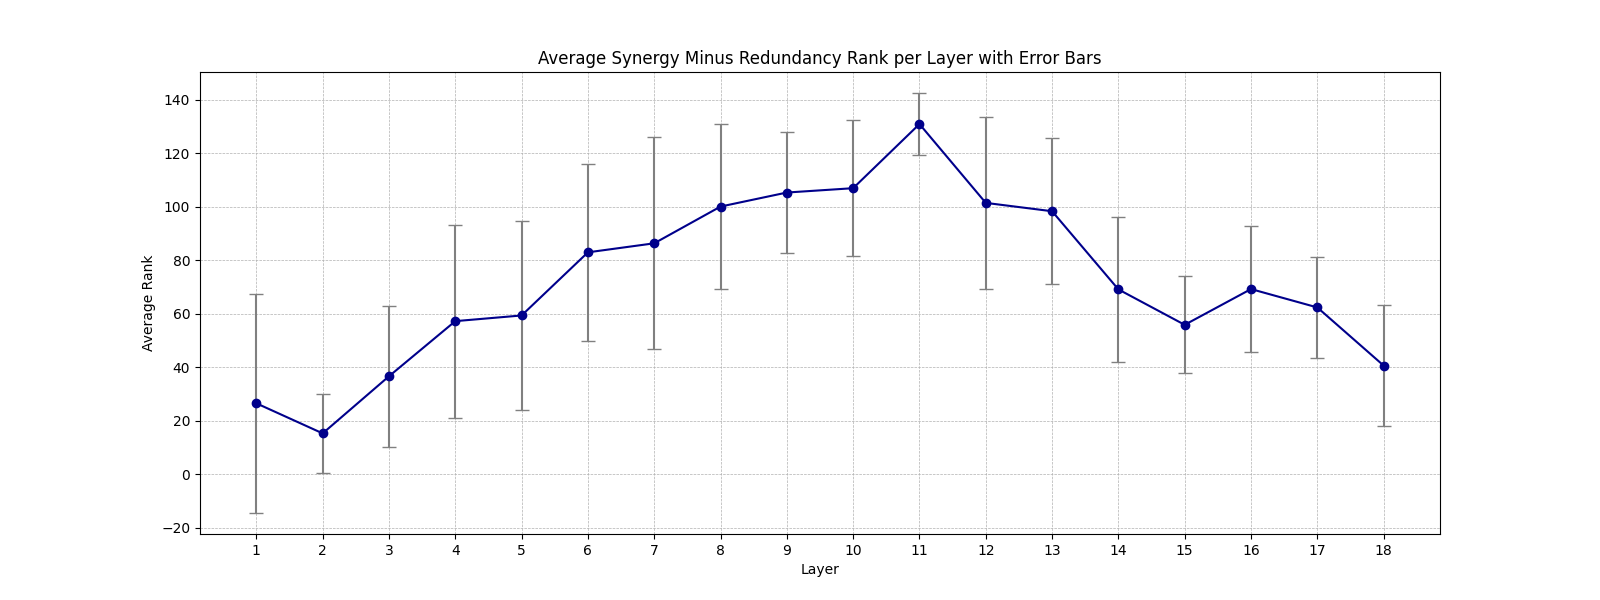 Average Synergy Minus Redundancy Rank per Layer with Error Bars
140
120
100
80
60
40
20
0
−20
Average Rank
1 2 3 4 5 6 7 8 9 10 11 12 13 14 15 16 17 18
Layer